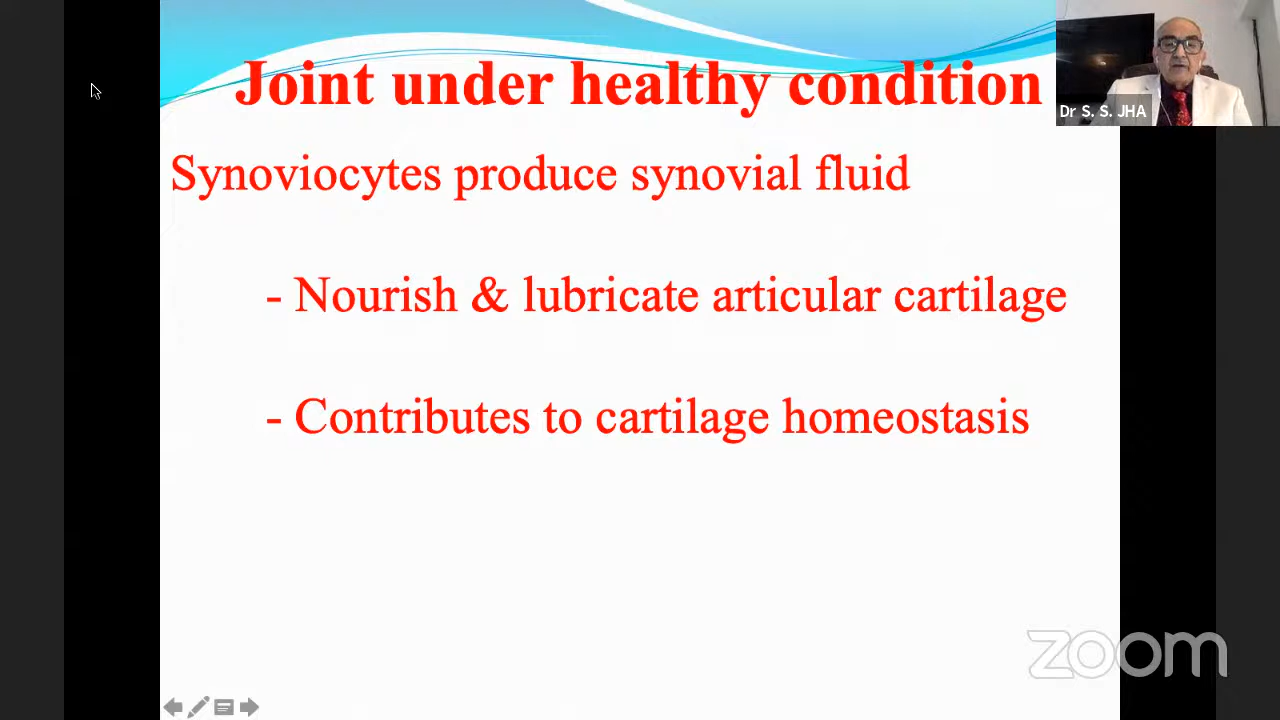 Joint under healthy condition
Dr S. S. JHA
Synoviocytes produce synovial fluid
- Nourish & lubricate articular cartilage
- Contributes to cartilage homeostasis
zoom